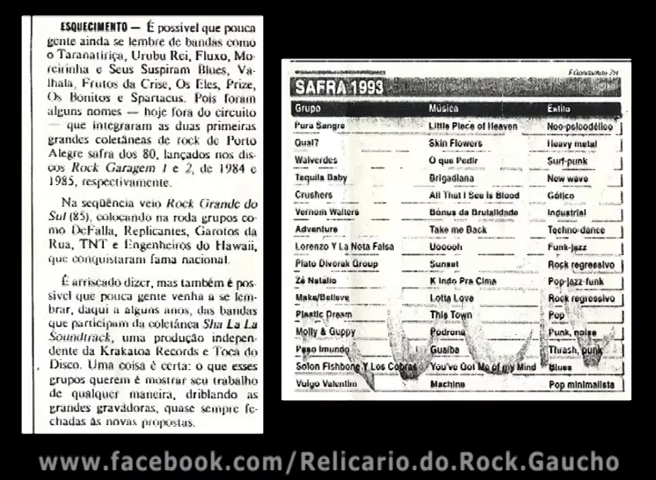 ESQUECIMENTO — É possível que pouca
gente ainda se lembre de bandas como
o Taranatiriça, Urubu Rei, Fluxo, Mo-
reirinha e Seus Suspiram Blues, Va-
lhala, Frutos da Crise, Os Eles, Prize,
Os Bonitos e Spartacus. Pois foram
alguns nomes — hoje fora do circuito
— que integraram as duas primeiras
grandes coletâneas de rock de Porto
Alegre safra dos 80, lançados nos dis-
cos Rock Garagem 1 e 2, de 1984 e
1985, respectivamente.
Na seqüência veio Rock Grande do
Sul (85), colocando na roda grupos co-
mo DeFalla, Replicantes, Garotos da
Rua, TNT e Engenheiros do Hawaii,
que conquistaram fama nacional.
É arriscado dizer, mas também é pos-
sível que pouca gente venha a se lem-
brar, daqui a alguns anos, das bandas
que participam da coletânea Sha La La
Soundtrack, uma produção indepen-
dente da Krakatoa Records e Toca do
Disco. Uma coisa é certa: o que esses
grupos querem é mostrar seu trabalho
de qualquer maneira, driblando as
grandes gravadoras, quase sempre fe-
chadas às novas propostas.
SAFRA 1993
Grupo Música Estilo
Pura Sangre Little Piece of Heaven Neo-psicodélico
Qual? Skin Flowers Heavy metal
Walverdes O que Pedir Surf-punk
Tequila Baby Brigadiana New wave
Crushers All That I See Is Blood Gótico
Vernom Walters Bônus da Brutalidade Industrial
Adventure Take me Back Techno-dance
Lorenzo Y La Nota Falsa Uooooh Funk-jazz
Plato Divorak Group Sunset Rock regressivo
Zé Natálio K Indo Pra Cima Pop-jazz-funk
Make/Believe Lotta Love Rock regressivo
Plastic Dream This Town Pop
Molly & Guppy Pedrona Punk, noise
Peso Imundo Guaíba Thrash, punk
Solon Fishbone Y Los Cobras You've Got Me of my Mind Blues
Vulgo Valentim Machine Pop minimalista
www.facebook.com/Relicario.do.Rock.Gaucho